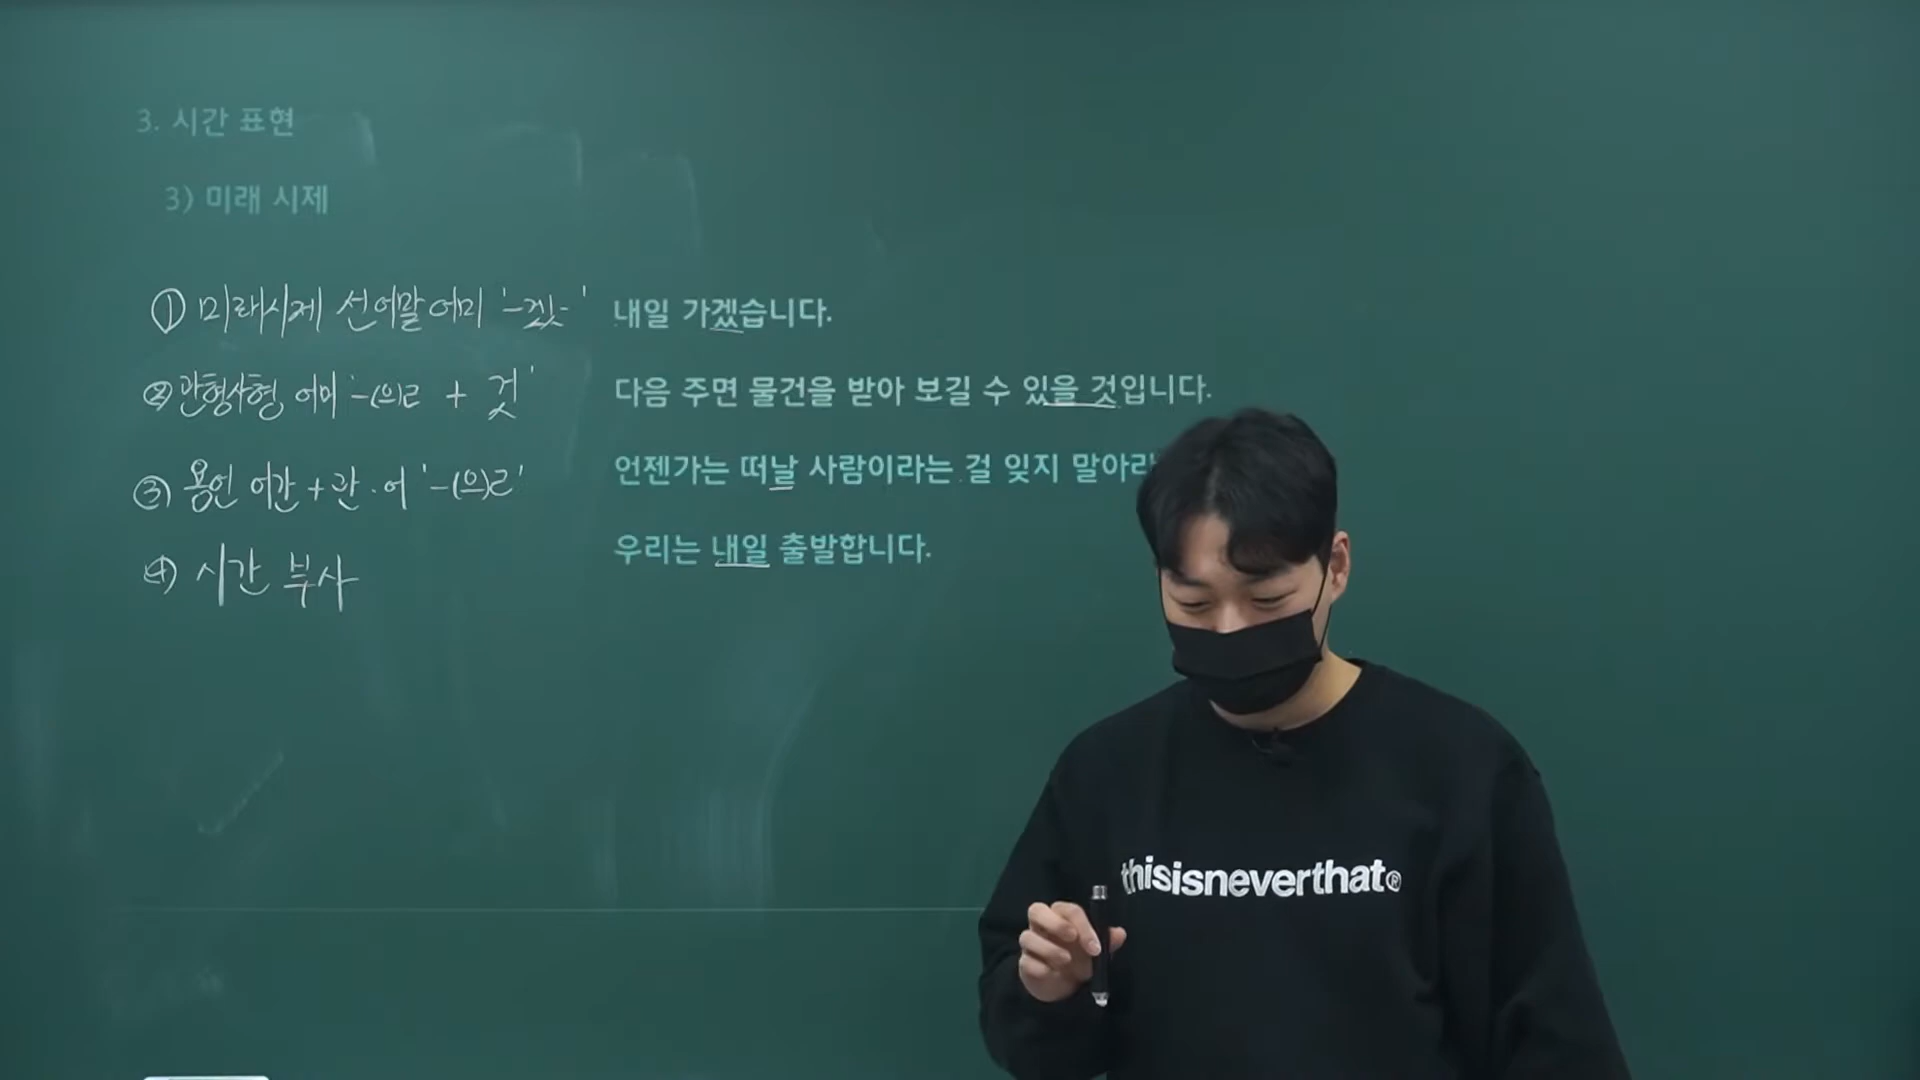 3. 시간 표현
3) 미래 시제
① 미래시제 선어말어미 '-겠-' 내일 가겠습니다.
② 관형사형 어미 '-(으)ㄹ + 것' 다음 주면 물건을 받아 보길 수 있을 것입니다.
③ 용언 어간 + 관·어 '-(으)ㄹ' 언젠가는 떠날 사람이라는 걸 잊지 말아라
④ 시간 부사 우리는 내일 출발합니다.
thisisneverthat®